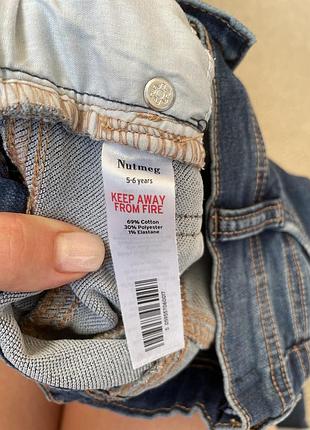 Nutmeg
5-6 years
KEEP AWAY
FROM FIRE
69% Cotton
30% Polyester
1% Elastane